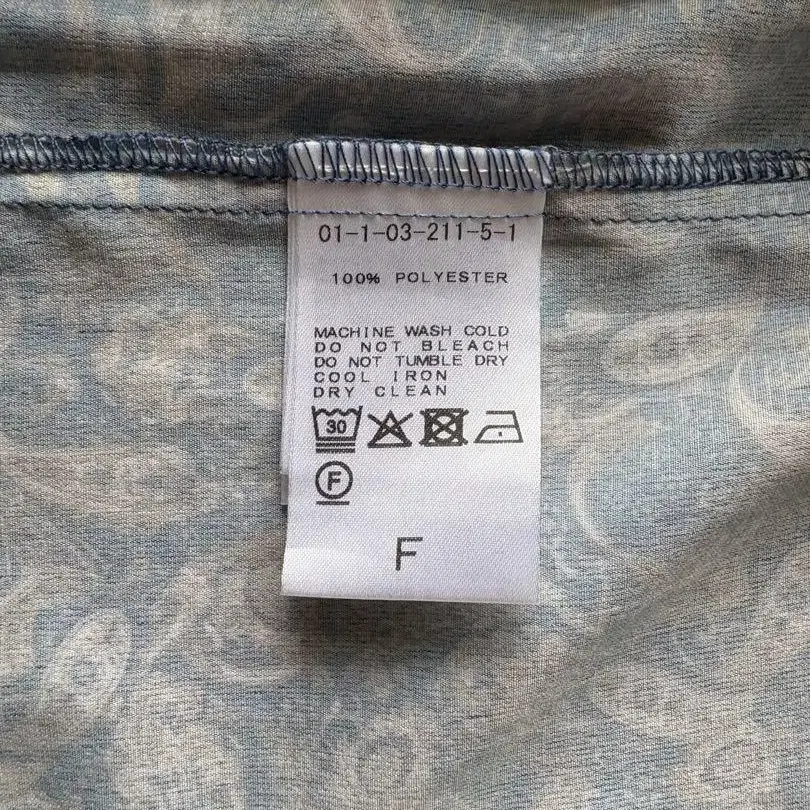 01-1-03-211-5-1
100% POLYESTER
MACHINE WASH COLD
DO NOT BLEACH
DO NOT TUMBLE DRY
COOL IRON
DRY CLEAN
30
F
F